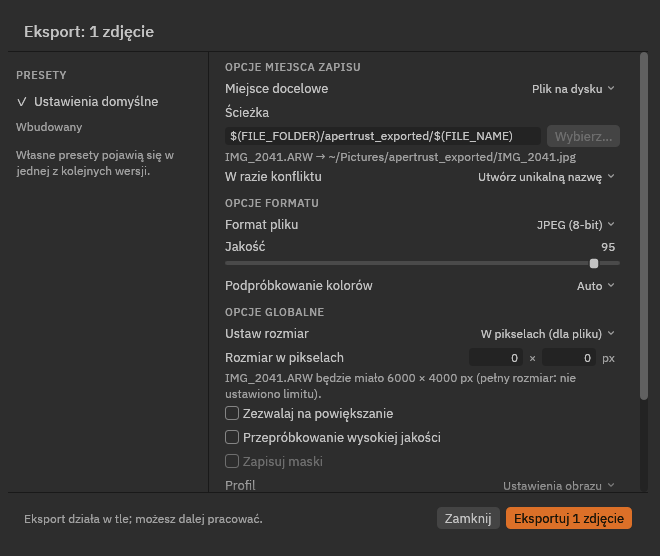 Eksport: 1 zdjęcie
PRESETY
✓ Ustawienia domyślne
Wbudowany
Własne presety pojawią się w
jednej z kolejnych wersji.
OPCJE MIEJSCA ZAPISU
Miejsce docelowe Plik na dysku
Ścieżka
$(FILE_FOLDER)/apertrust_exported/$(FILE_NAME) Wybierz...
IMG_2041.ARW → ~/Pictures/apertrust_exported/IMG_2041.jpg
W razie konfliktu Utwórz unikalną nazwę
OPCJE FORMATU
Format pliku JPEG (8-bit)
Jakość 95
Podpróbkowanie kolorów Auto
OPCJE GLOBALNE
Ustaw rozmiar W pikselach (dla pliku)
Rozmiar w pikselach 0 × 0 px
IMG_2041.ARW będzie miało 6000 × 4000 px (pełny rozmiar: nie
ustawiono limitu).
Zezwalaj na powiększanie
Przepróbkowanie wysokiej jakości
Zapisuj maski
Profil Ustawienia obrazu
Eksport działa w tle; możesz dalej pracować.
Zamknij
Eksportuj 1 zdjęcie